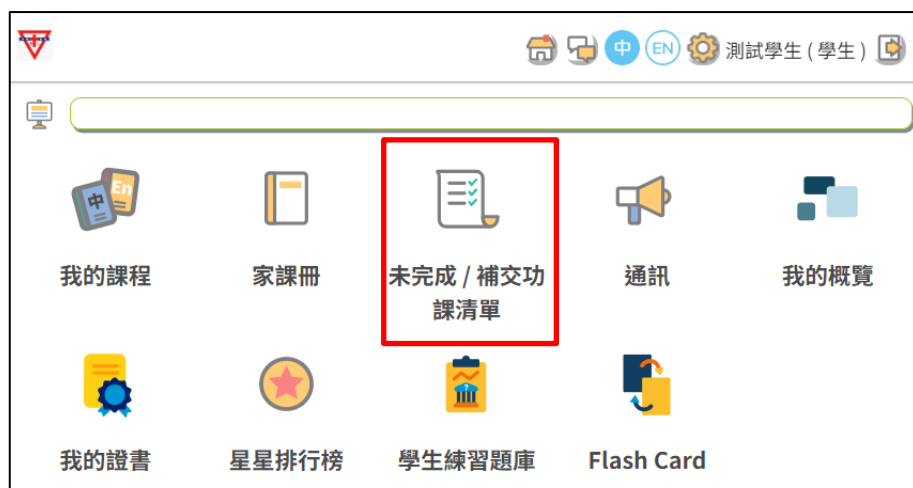 中 EN 測試學生 ( 學生 )
中 En
我的課程 家課冊 未完成 / 補交功課清單 通訊 我的概覽
我的證書 星星排行榜 學生練習題庫 Flash Card